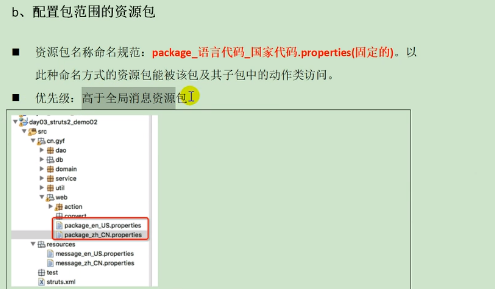 b、配置包范围的资源包
■ 资源包名称命名规范：package_语言代码_国家代码.properties(固定的)。以
此种命名方式的资源包能被该包及其子包中的动作类访问。
■ 优先级：高于全局消息资源包
day03_struts2_demo02
src
cn.gyf
dao
db
domain
service
util
web
action
convert
package_en_US.properties
package_zh_CN.properties
resources
message_en_US.properties
message_zh_CN.properties
test
struts.xml